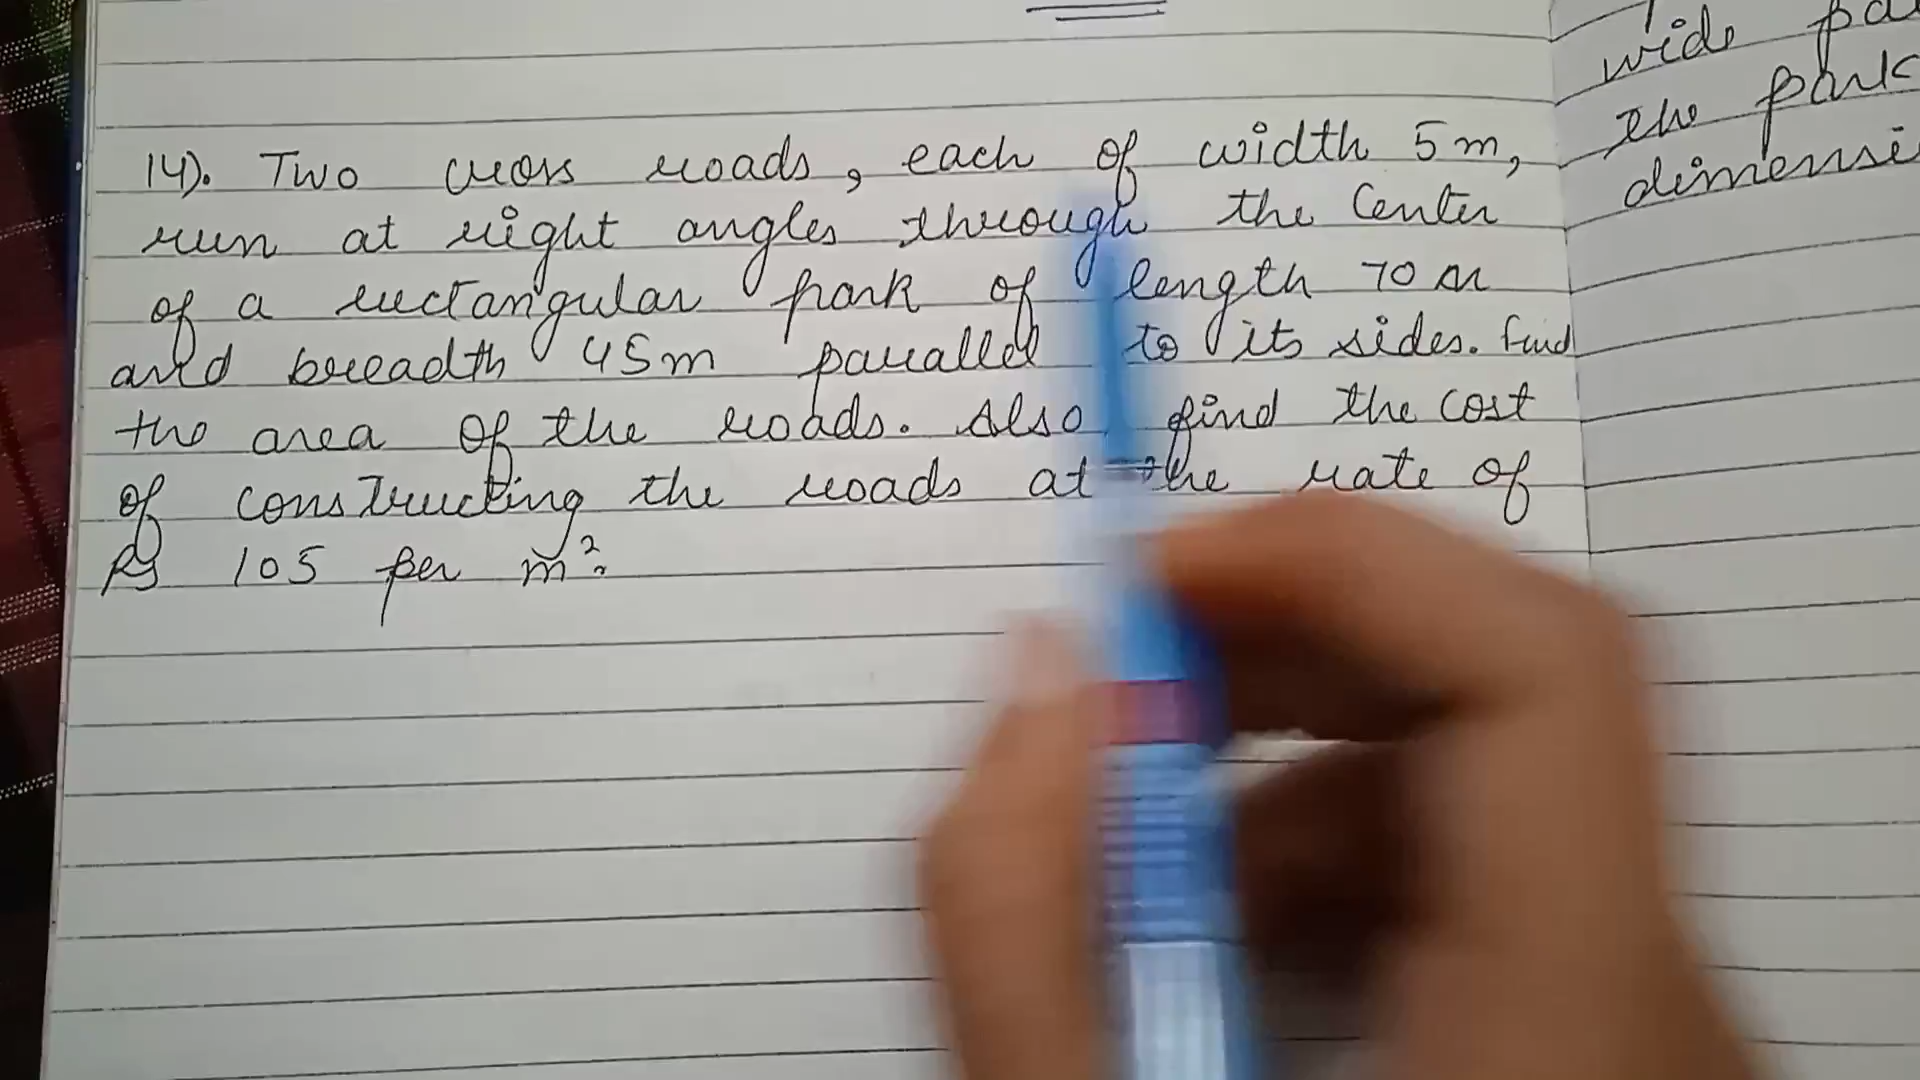 14). Two cross roads, each of width 5m,
run at right angles through the Center
of a rectangular park of length 70 m
and breadth 45m parallel to its sides. Find
the area of the roads. Also find the cost
of constructing the roads at the rate of
Rs 105 per m².
wide
the park